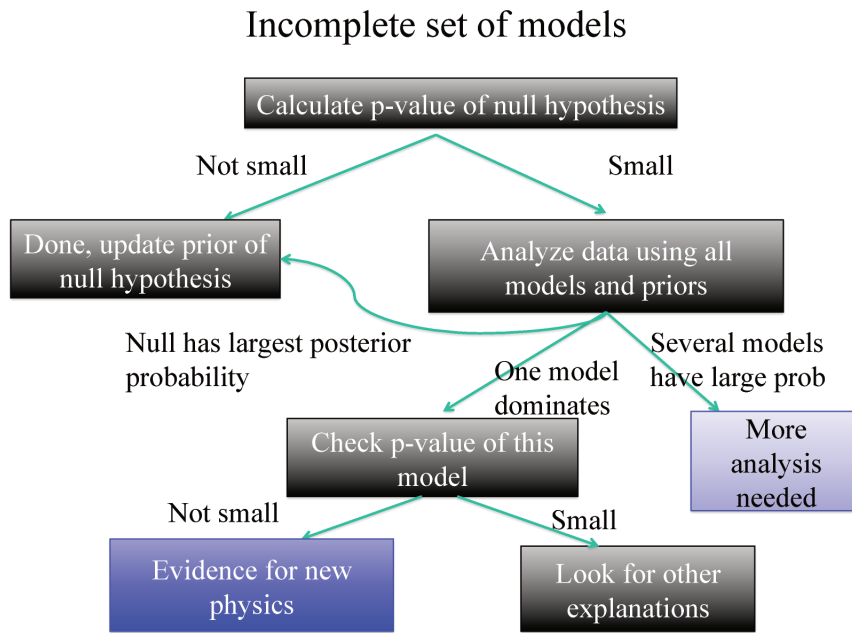 Incomplete set of models
Calculate p-value of null hypothesis
Not small
Small
Done, update prior of
null hypothesis
Analyze data using all
models and priors
Null has largest posterior
probability
One model
dominates
Several models
have large prob
Check p-value of this
model
More
analysis
needed
Not small
Small
Evidence for new
physics
Look for other
explanations